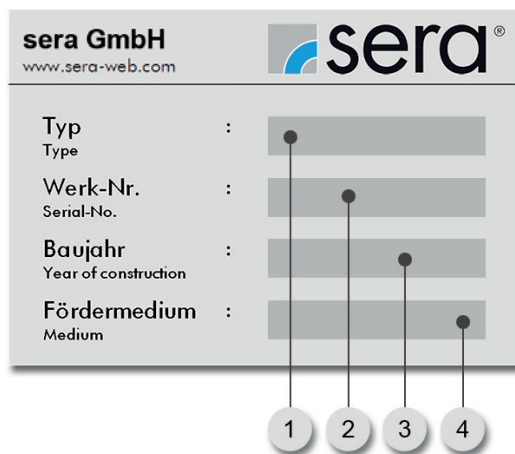 sera GmbH
www.sera-web.com
sera®
Typ :
Type
Werk-Nr. :
Serial-No.
Baujahr :
Year of construction
Fördermedium :
Medium
1 2 3 4